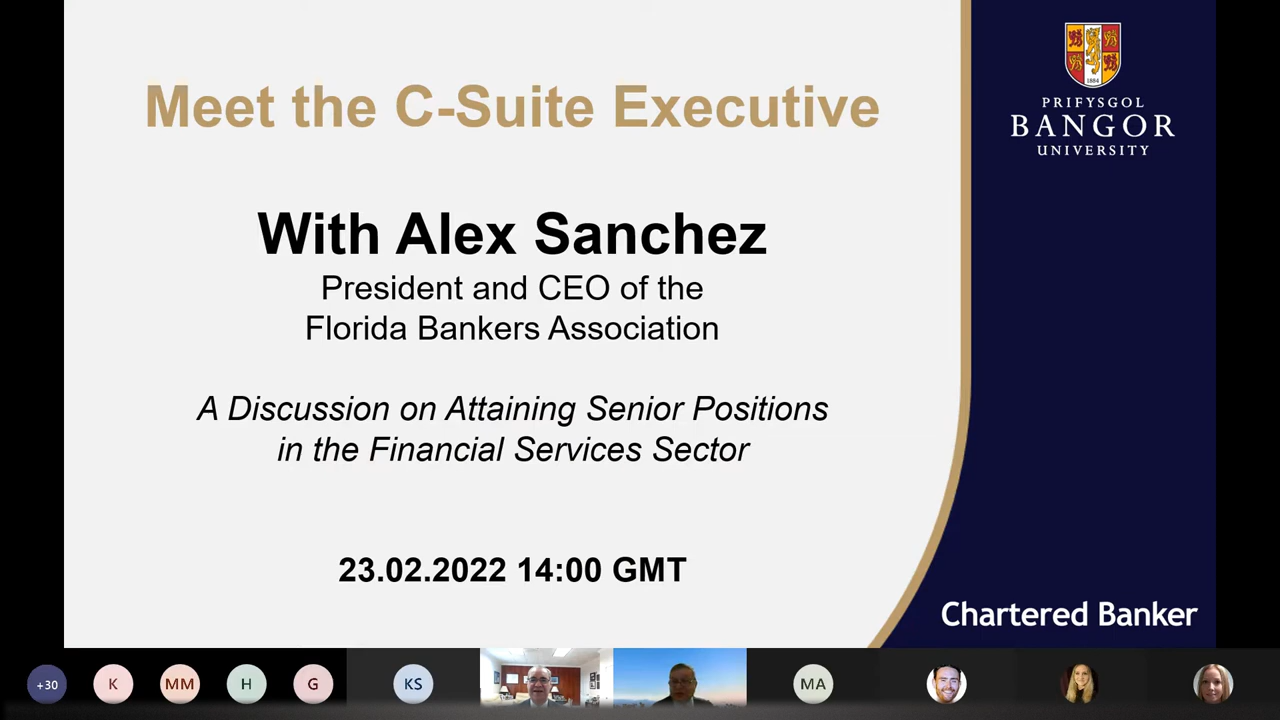 Meet the C-Suite Executive
With Alex Sanchez
President and CEO of the
Florida Bankers Association
A Discussion on Attaining Senior Positions
in the Financial Services Sector
23.02.2022 14:00 GMT
1884
PRIFYSGOL
BANGOR
UNIVERSITY
Chartered Banker
+30
K
MM
H
G
KS
MA